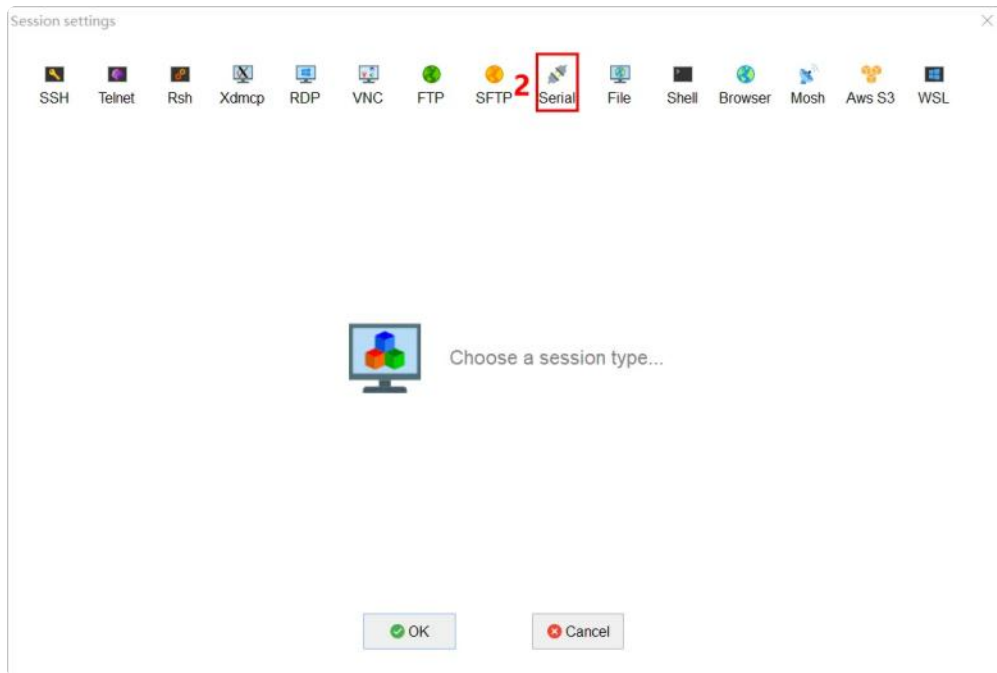 Session settings
SSH Telnet Rsh Xdmcp RDP VNC FTP SFTP 2 Serial File Shell Browser Mosh Aws S3 WSL
Choose a session type...
OK Cancel